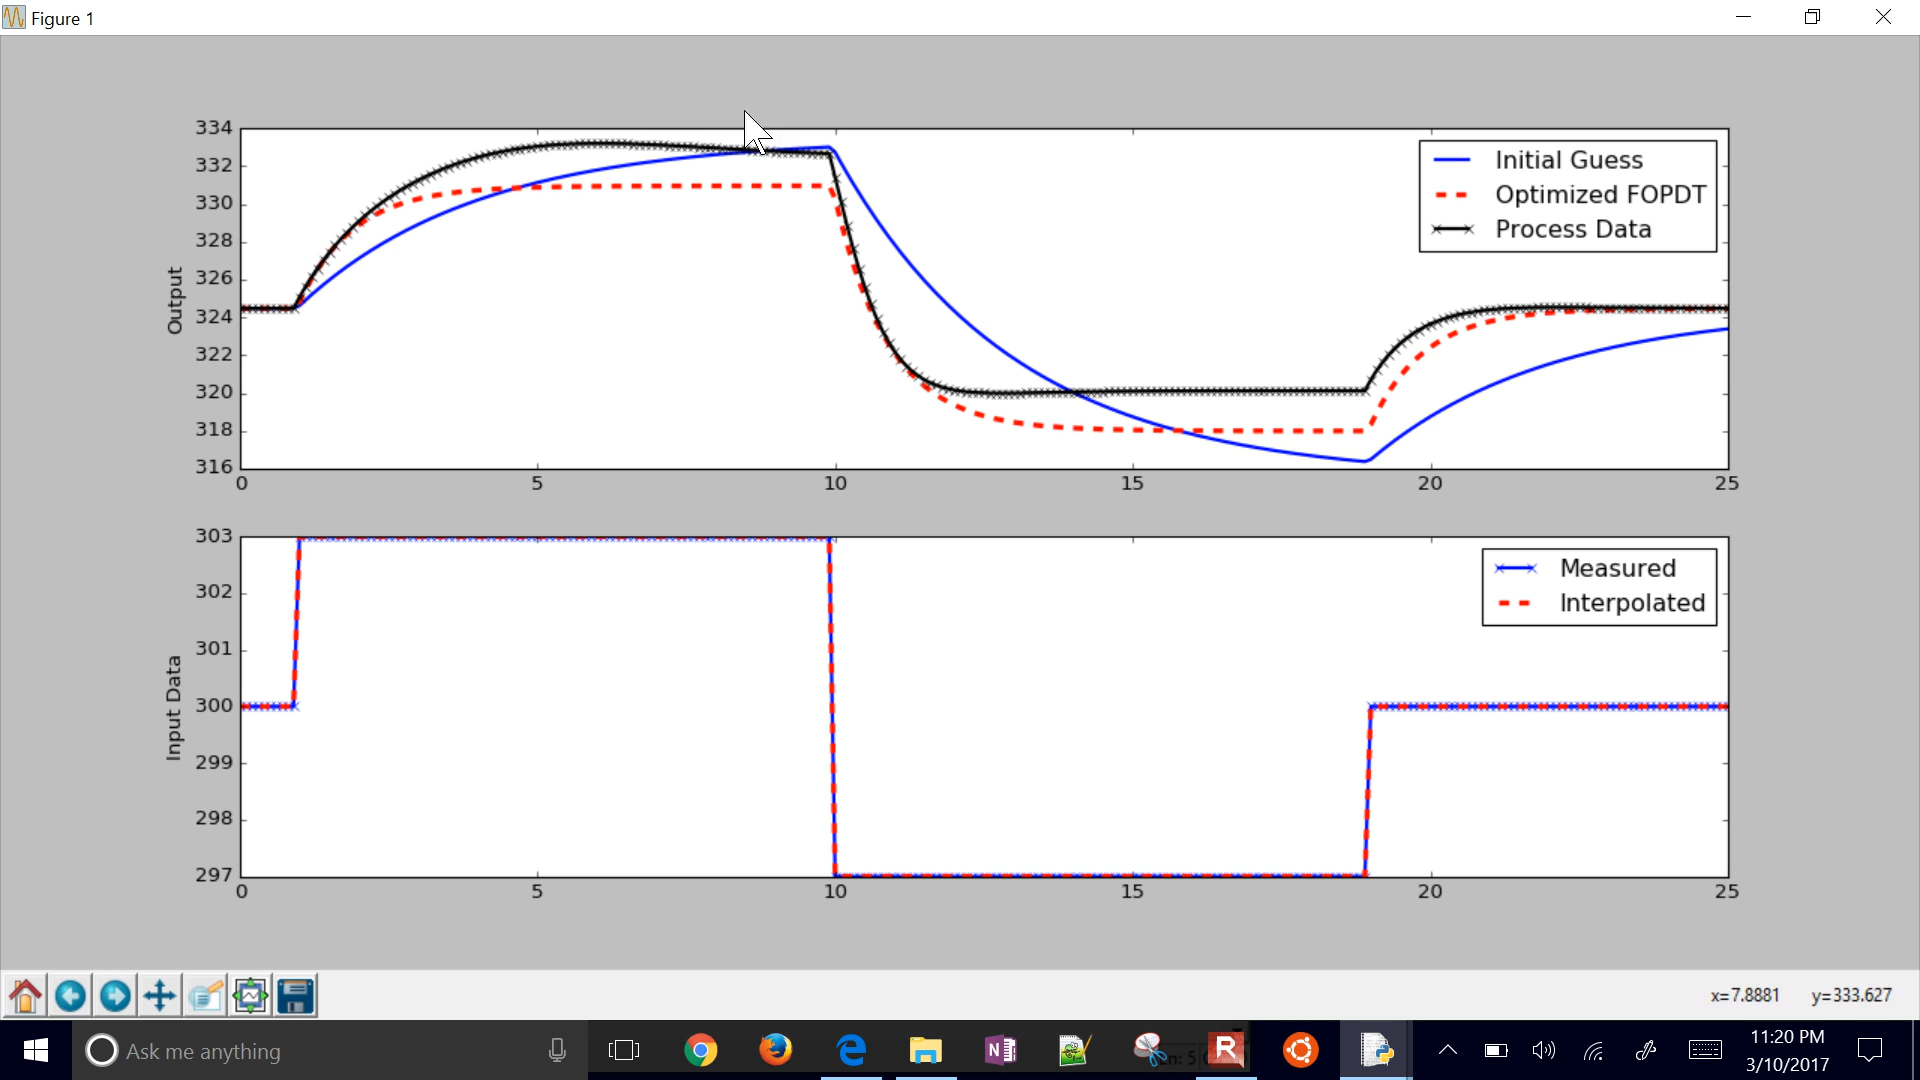 Figure 1
334
332
330
328
326
324
322
320
318
316
Output
0 5 10 15 20 25
Initial Guess
Optimized FOPDT
Process Data
303
302
301
300
299
298
297
Input Data
0 5 10 15 20 25
Measured
Interpolated
x=7.8881 y=333.627
Ask me anything
N
R
11:20 PM
3/10/2017